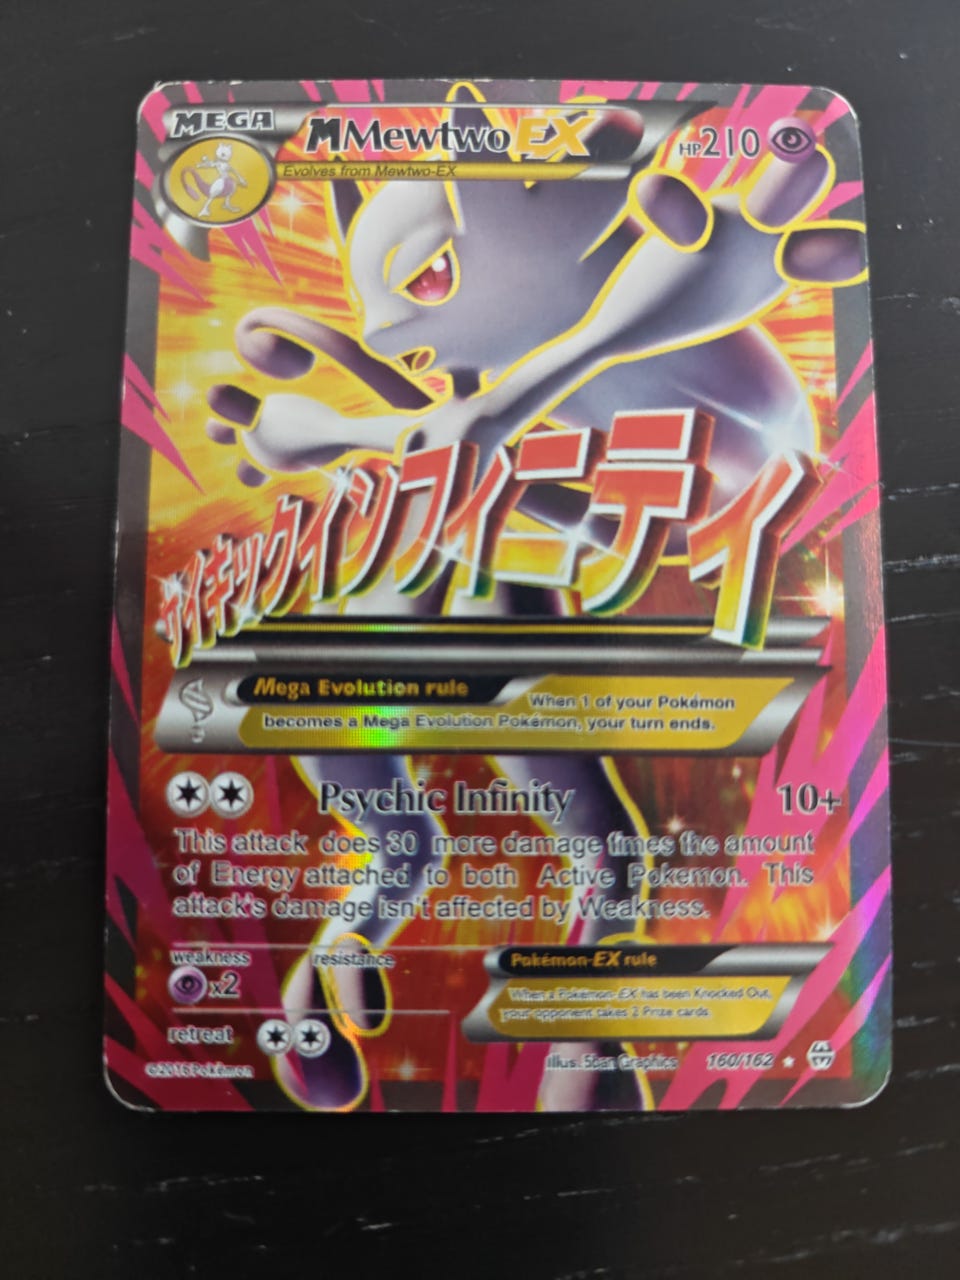 MEGA
MMewtwo EX
HP210
Evolves from Mewtwo-EX
サイキックインフィニティ
Mega Evolution rule
When 1 of your Pokémon
becomes a Mega Evolution Pokémon, your turn ends.
Psychic Infinity 10+
This attack does 30 more damage times the amount
of Energy attached to both Active Pokemon. This
attack's damage isn't affected by Weakness.
weakness resistance
x2
Pokémon-EX rule
When a Pokémon-EX has been Knocked Out,
your opponent takes 2 Prize cards.
retreat
©2016 Pokémon
Illus. 5ban Graphics 160/162